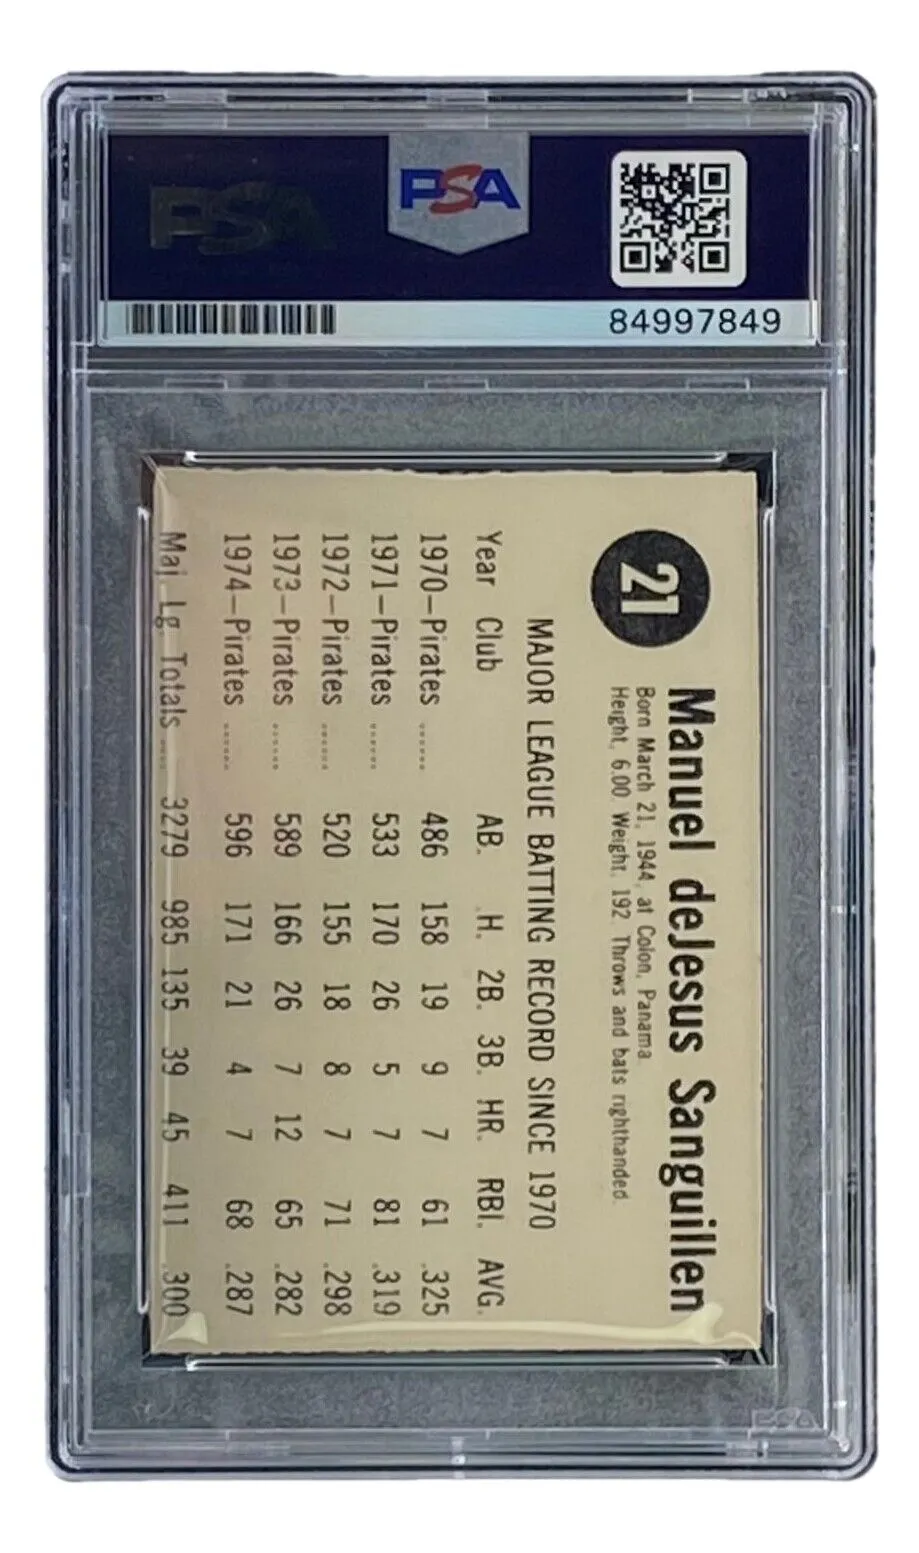 PSA
PSA
84997849
21
Manuel deJesus Sanguillen
Born March 21, 1944, at Colon, Panama.
Height, 6.00. Weight, 192. Throws and bats righthanded.
MAJOR LEAGUE BATTING RECORD SINCE 1970
Year Club AB. H. 2B. 3B. HR. RBI. AVG.
1970—Pirates ...... 486 158 19 9 7 61 .325
1971—Pirates ...... 533 170 26 5 7 81 .319
1972—Pirates ...... 520 155 18 8 7 71 .298
1973—Pirates ...... 589 166 26 7 12 65 .282
1974—Pirates ...... 596 171 21 4 7 68 .287
Maj. Lg. Totals .... 3279 985 135 39 45 411 .300
PSA